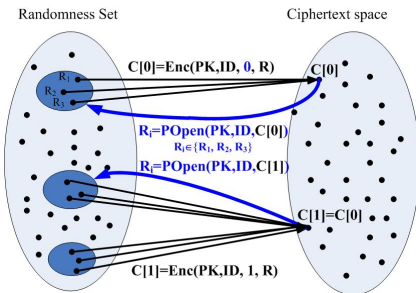 Randomness Set
Ciphertext space
R₁
R₂
R₃
C[0]=Enc(PK,ID, 0, R)
C[0]
Rᵢ=POpen(PK,ID,C[0])
Rᵢ∈{R₁, R₂, R₃}
Rᵢ=POpen(PK,ID,C[1])
C[1]=C[0]
C[1]=Enc(PK,ID, 1, R)